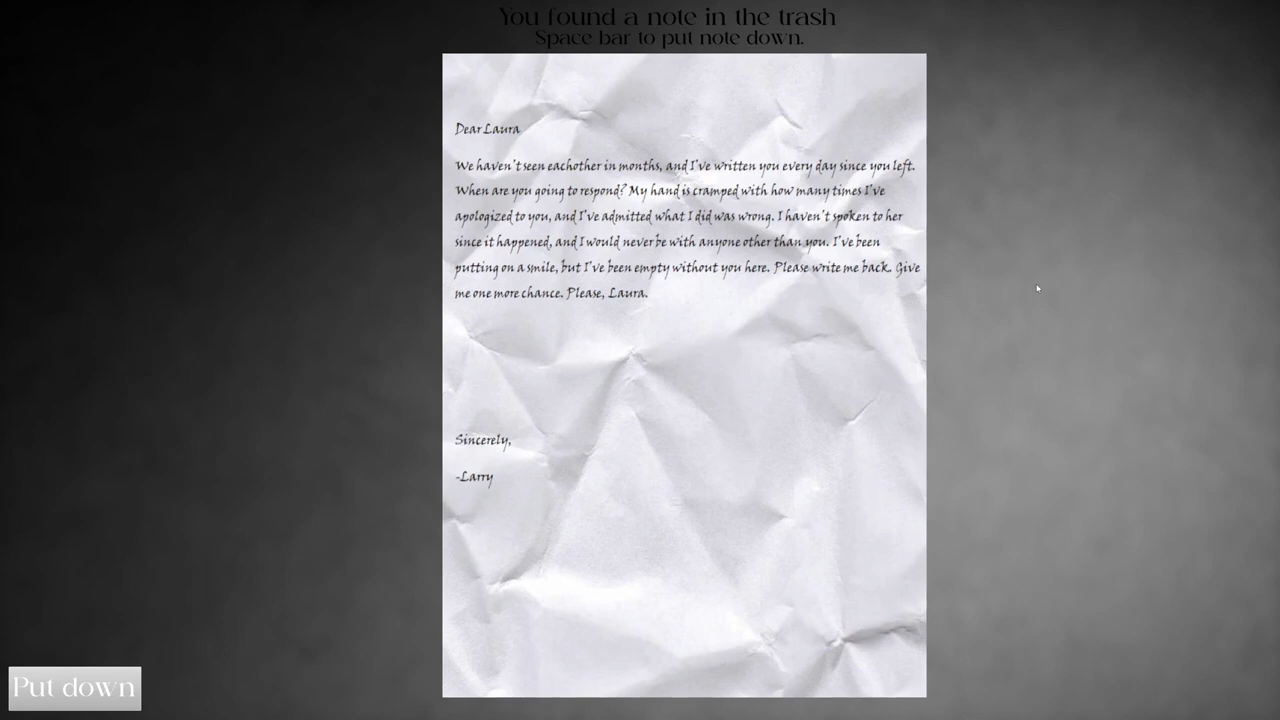 You found a note in the trash
Space bar to put note down.
Dear Laura
We haven't seen eachother in months, and I've written you every day since you left.
When are you going to respond? My hand is cramped with how many times I've
apologized to you, and I've admitted what I did was wrong. I haven't spoken to her
since it happened, and I would never be with anyone other than you. I've been
putting on a smile, but I've been empty without you here. Please write me back. Give
me one more chance. Please, Laura.
Sincerely,
-Larry
Put down